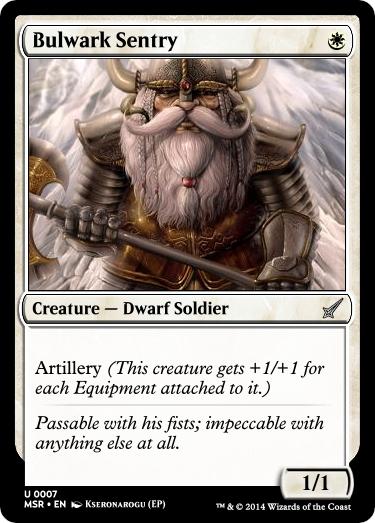 Bulwark Sentry
Creature — Dwarf Soldier
Artillery (This creature gets +1/+1 for
each Equipment attached to it.)
Passable with his fists; impeccable with
anything else at all.
1/1
U 0007
MSR • EN Kseronarogu (EP)
™ & © 2014 Wizards of the Coast